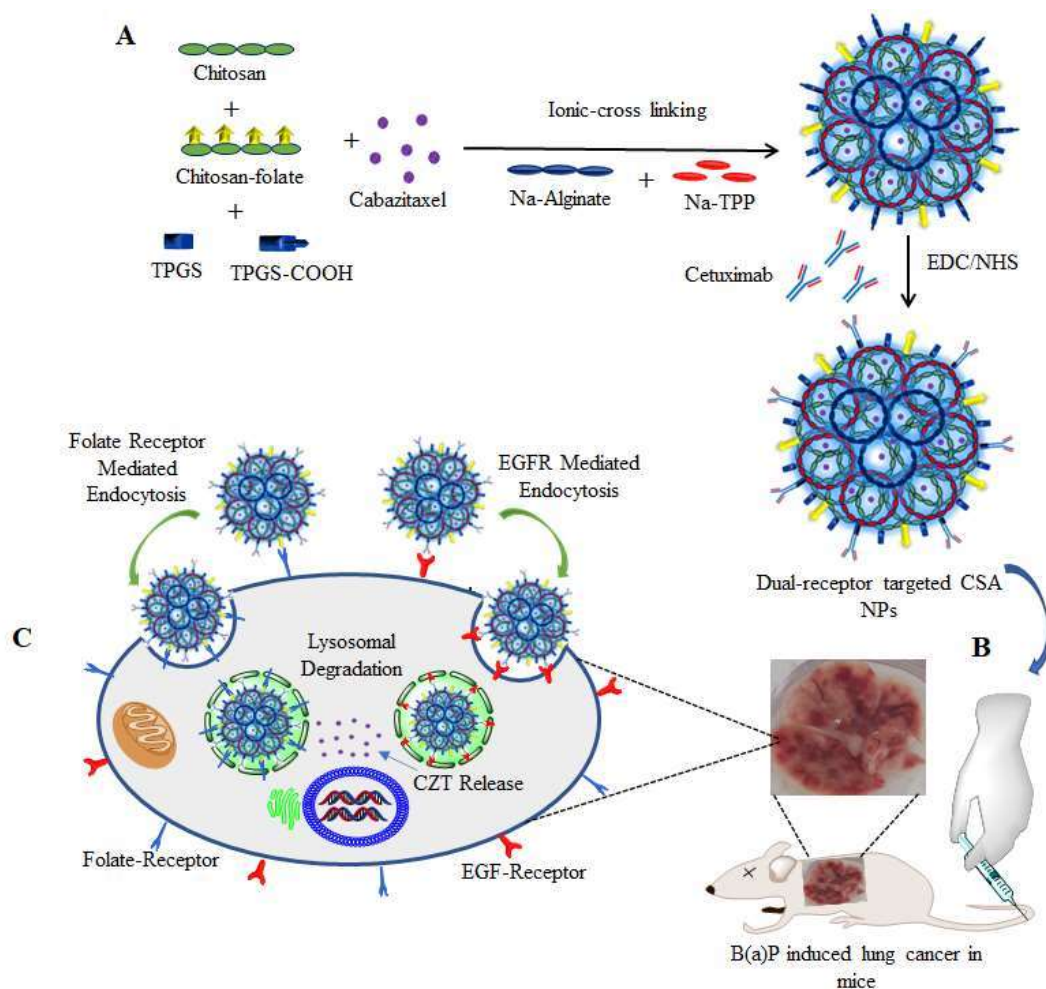 A
Chitosan
+
Chitosan-folate
+
TPGS
TPGS-COOH
+
Cabazitaxel
Ionic-cross linking
Na-Alginate
+
Na-TPP
Cetuximab
EDC/NHS
Dual-receptor targeted CSA
NPs
B
B(a)P induced lung cancer in
mice
C
Folate Receptor
Mediated
Endocytosis
EGFR Mediated
Endocytosis
Lysosomal
Degradation
CZT Release
Folate-Receptor
EGF-Receptor